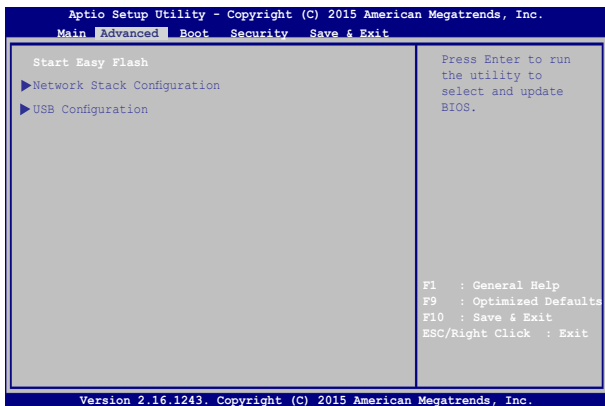 Aptio Setup Utility - Copyright (C) 2015 American Megatrends, Inc.
Main Advanced Boot Security Save & Exit
Start Easy Flash
Network Stack Configuration
USB Configuration
Press Enter to run
the utility to
select and update
BIOS.
F1 : General Help
F9 : Optimized Defaults
F10 : Save & Exit
ESC/Right Click : Exit
Version 2.16.1243. Copyright (C) 2015 American Megatrends, Inc.